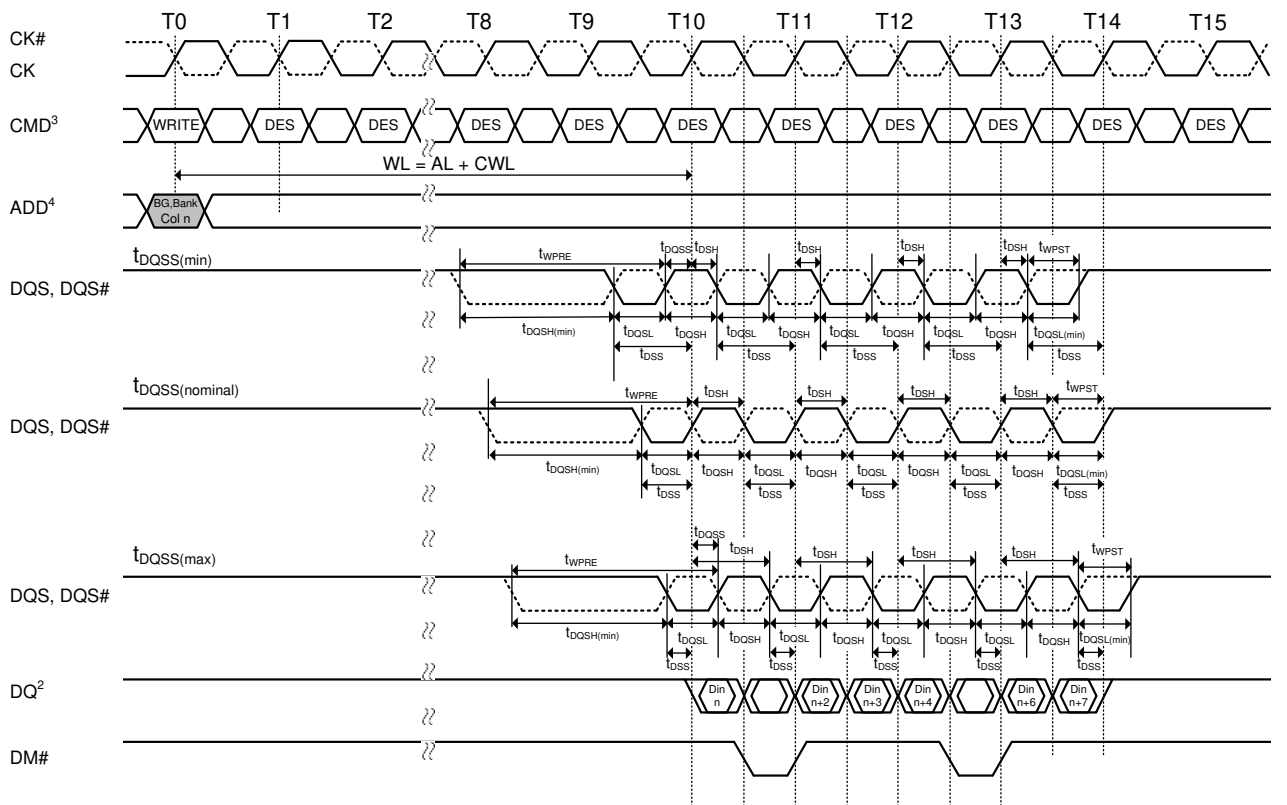 T0 T1 T2 T8 T9 T10 T11 T12 T13 T14 T15
CK#
CK
CMD3 WRITE DES DES DES DES DES DES DES DES DES DES
WL = AL + CWL
ADD4 BG,Bank
Col n
tDQSS(min) tWPRE tDQSS tDSH tDSH tDSH tDSH tWPST
DQS, DQS#
tDQSH(min) tDQSL tDQSH tDQSL tDQSH tDQSL tDQSH tDQSL tDQSH tDQSL(min)
tDSS tDSS tDSS tDSS tDSS
tDQSS(nominal) tWPRE tDSH tDSH tDSH tDSH tWPST
DQS, DQS#
tDQSH(min) tDQSL tDQSH tDQSL tDQSH tDQSL tDQSH tDQSL tDQSH tDQSL(min)
tDSS tDSS tDSS tDSS tDSS
tDQSS
tDQSS(max) tWPRE tDSH tDSH tDSH tDSH tWPST
DQS, DQS#
tDQSH(min) tDQSL tDQSH tDQSL tDQSH tDQSL tDQSH tDQSL tDQSH tDQSL(min)
tDSS tDSS tDSS tDSS tDSS
DQ2 Din Din Din Din Din Din
n n+2 n+3 n+4 n+6 n+7
DM#